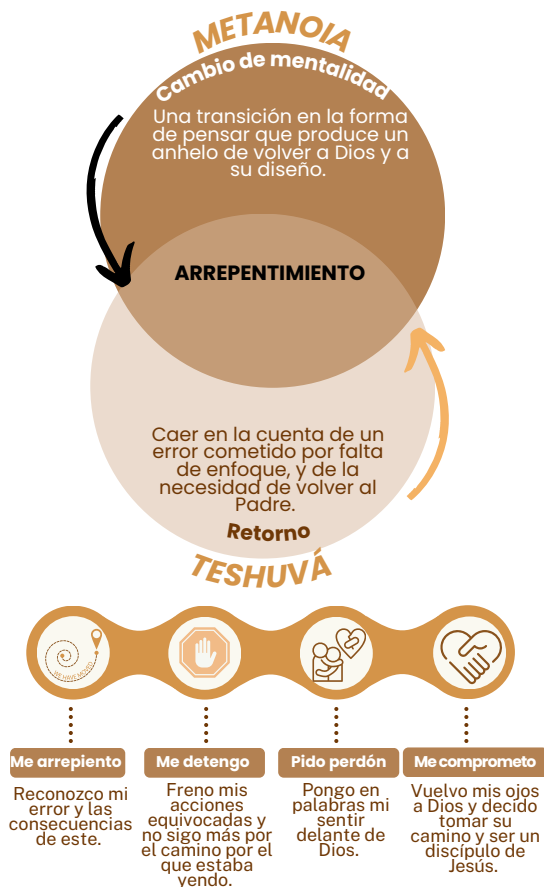 METANOIA
Cambio de mentalidad
Una transición en la forma
de pensar que produce un
anhelo de volver a Dios y a
su diseño.
ARREPENTIMIENTO
Caer en la cuenta de un
error cometido por falta
de enfoque, y de la
necesidad de volver al
Padre.
Retorno
TESHUVÁ
WE HAVE MOVED
Me arrepiento
Reconozco mi
error y las
consecuencias
de este.
Me detengo
Freno mis
acciones
equivocadas y
no sigo más por
el camino por el
que estaba
yendo.
Pido perdón
Pongo en
palabras mi
sentir
delante de
Dios.
Me comprometo
Vuelvo mis ojos
a Dios y decido
tomar su
camino y ser un
discípulo de
Jesús.